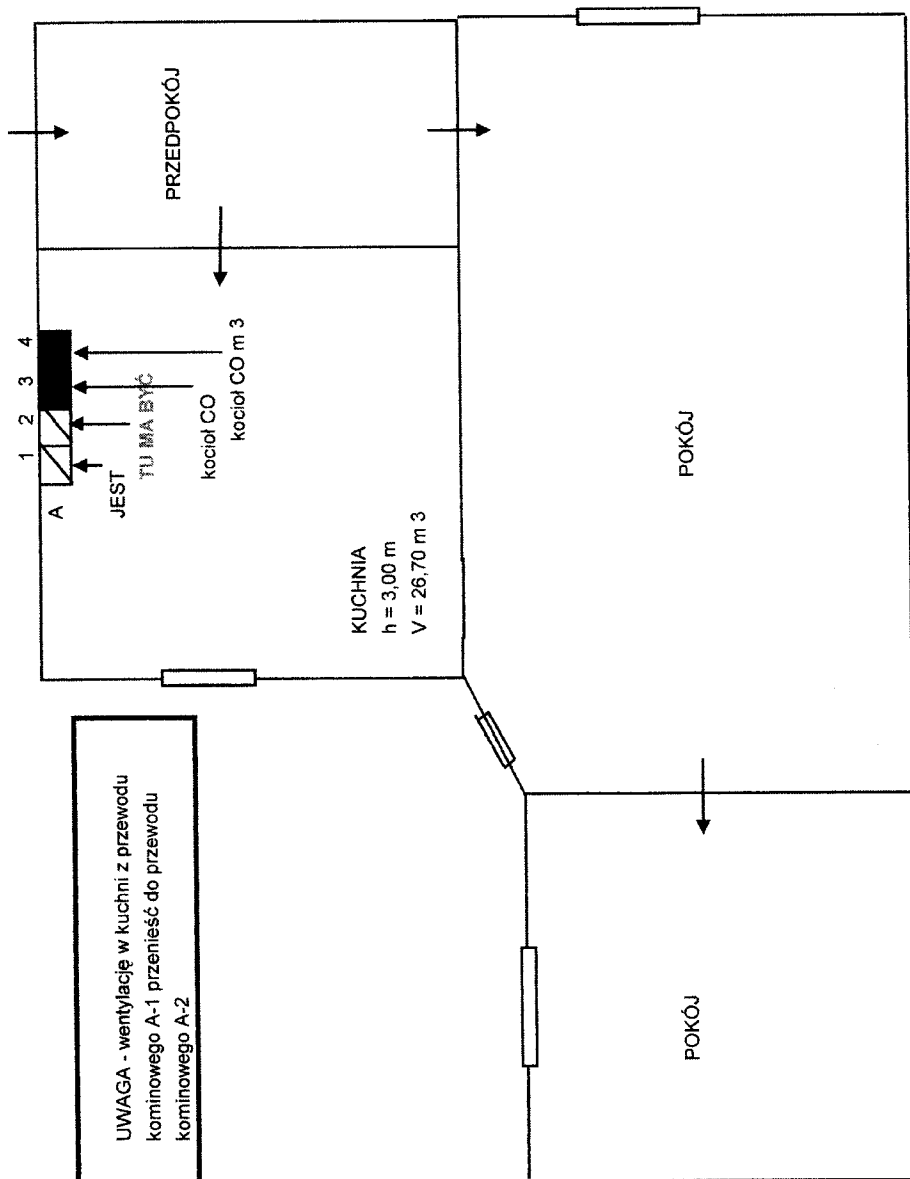 UWAGA - wentylację w kuchni z przewodu
kominowego A-1 przenieść do przewodu
kominowego A-2
A
1
2
3
4
JEST
TU MA BYĆ
kocioł CO
kocioł CO m 3
PRZEDPOKÓJ
KUCHNIA
h = 3,00 m
V = 26,70 m 3
POKÓJ
POKÓJ